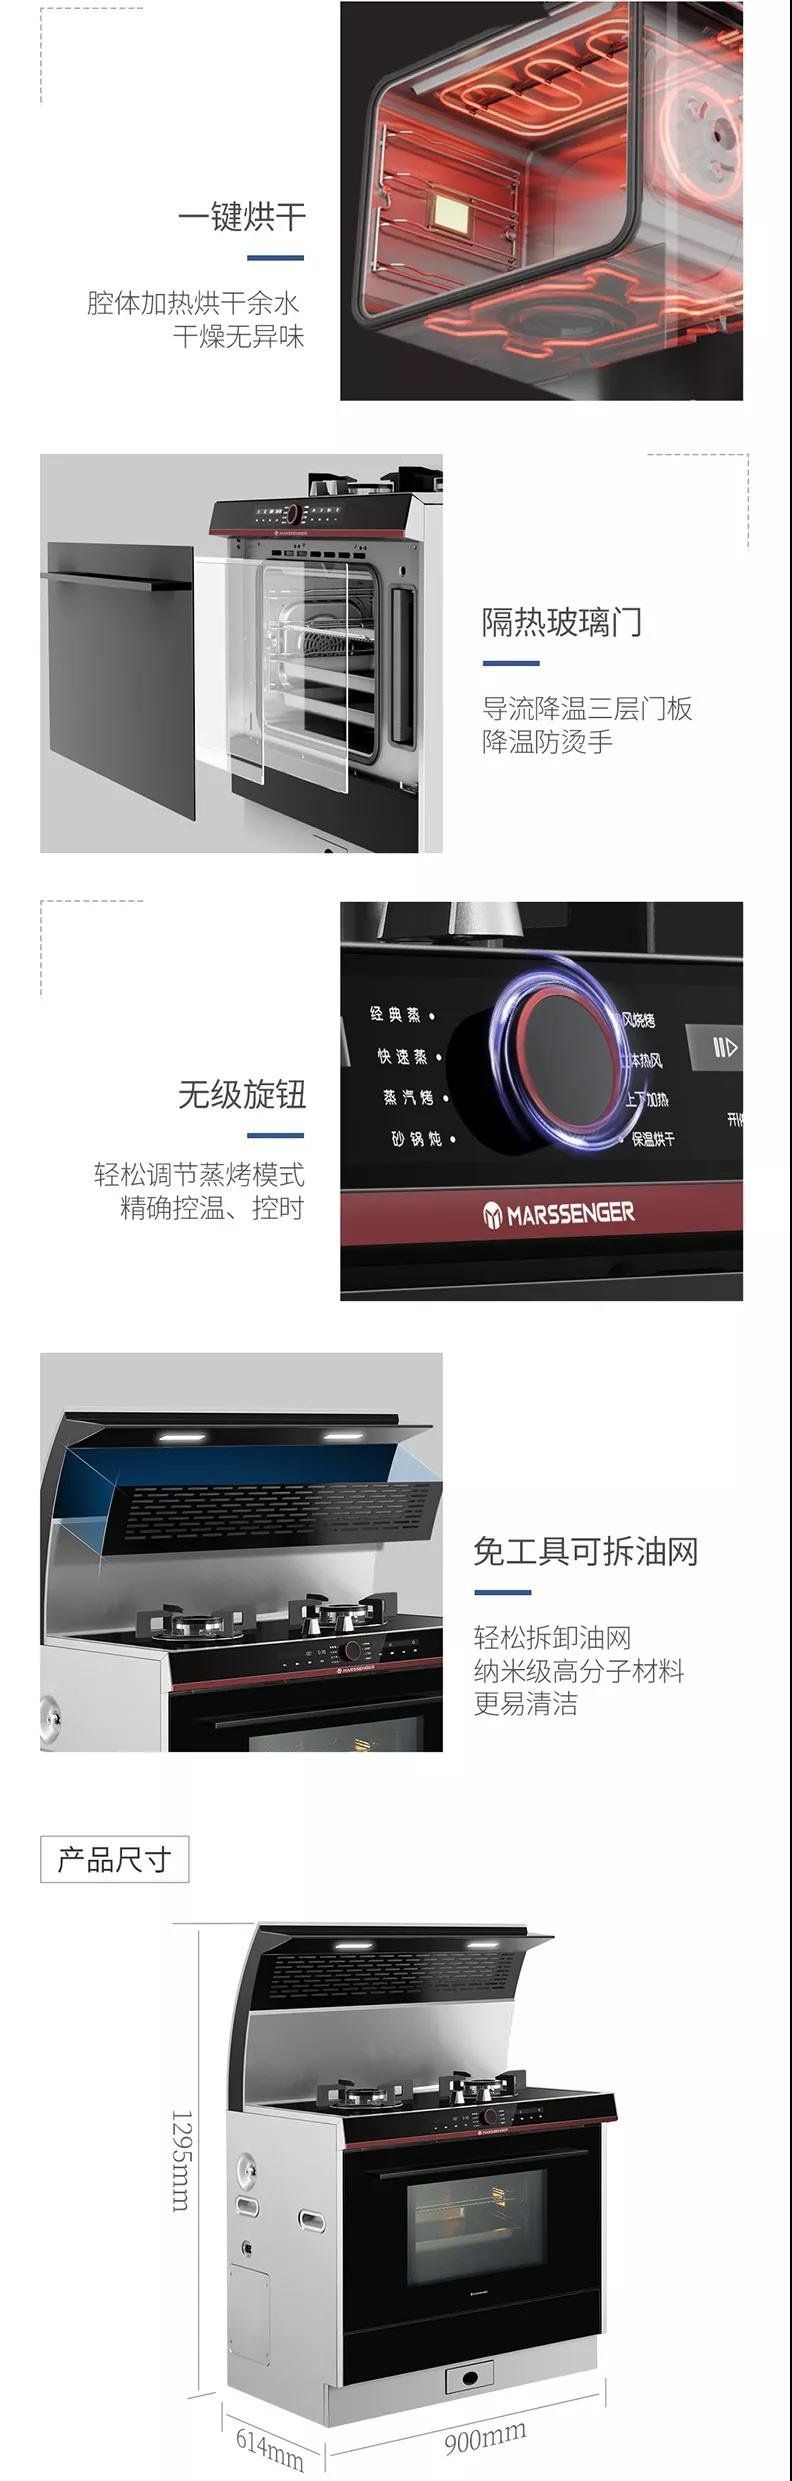 一键烘干
腔体加热烘干余水
干燥无异味
MARSSENGER
隔热玻璃门
导流降温三层门板
降温防烫手
无级旋钮
轻松调节蒸烤模式
精确控温、控时
经典蒸
快速蒸
蒸汽烤
砂锅炖
风烧烤
热风
上下加热
保温烘干
MARSSENGER
MARSSENGER
免工具可拆油网
轻松拆卸油网
纳米级高分子材料
更易清洁
产品尺寸
1295mm
MARSSENGER
614mm
900mm